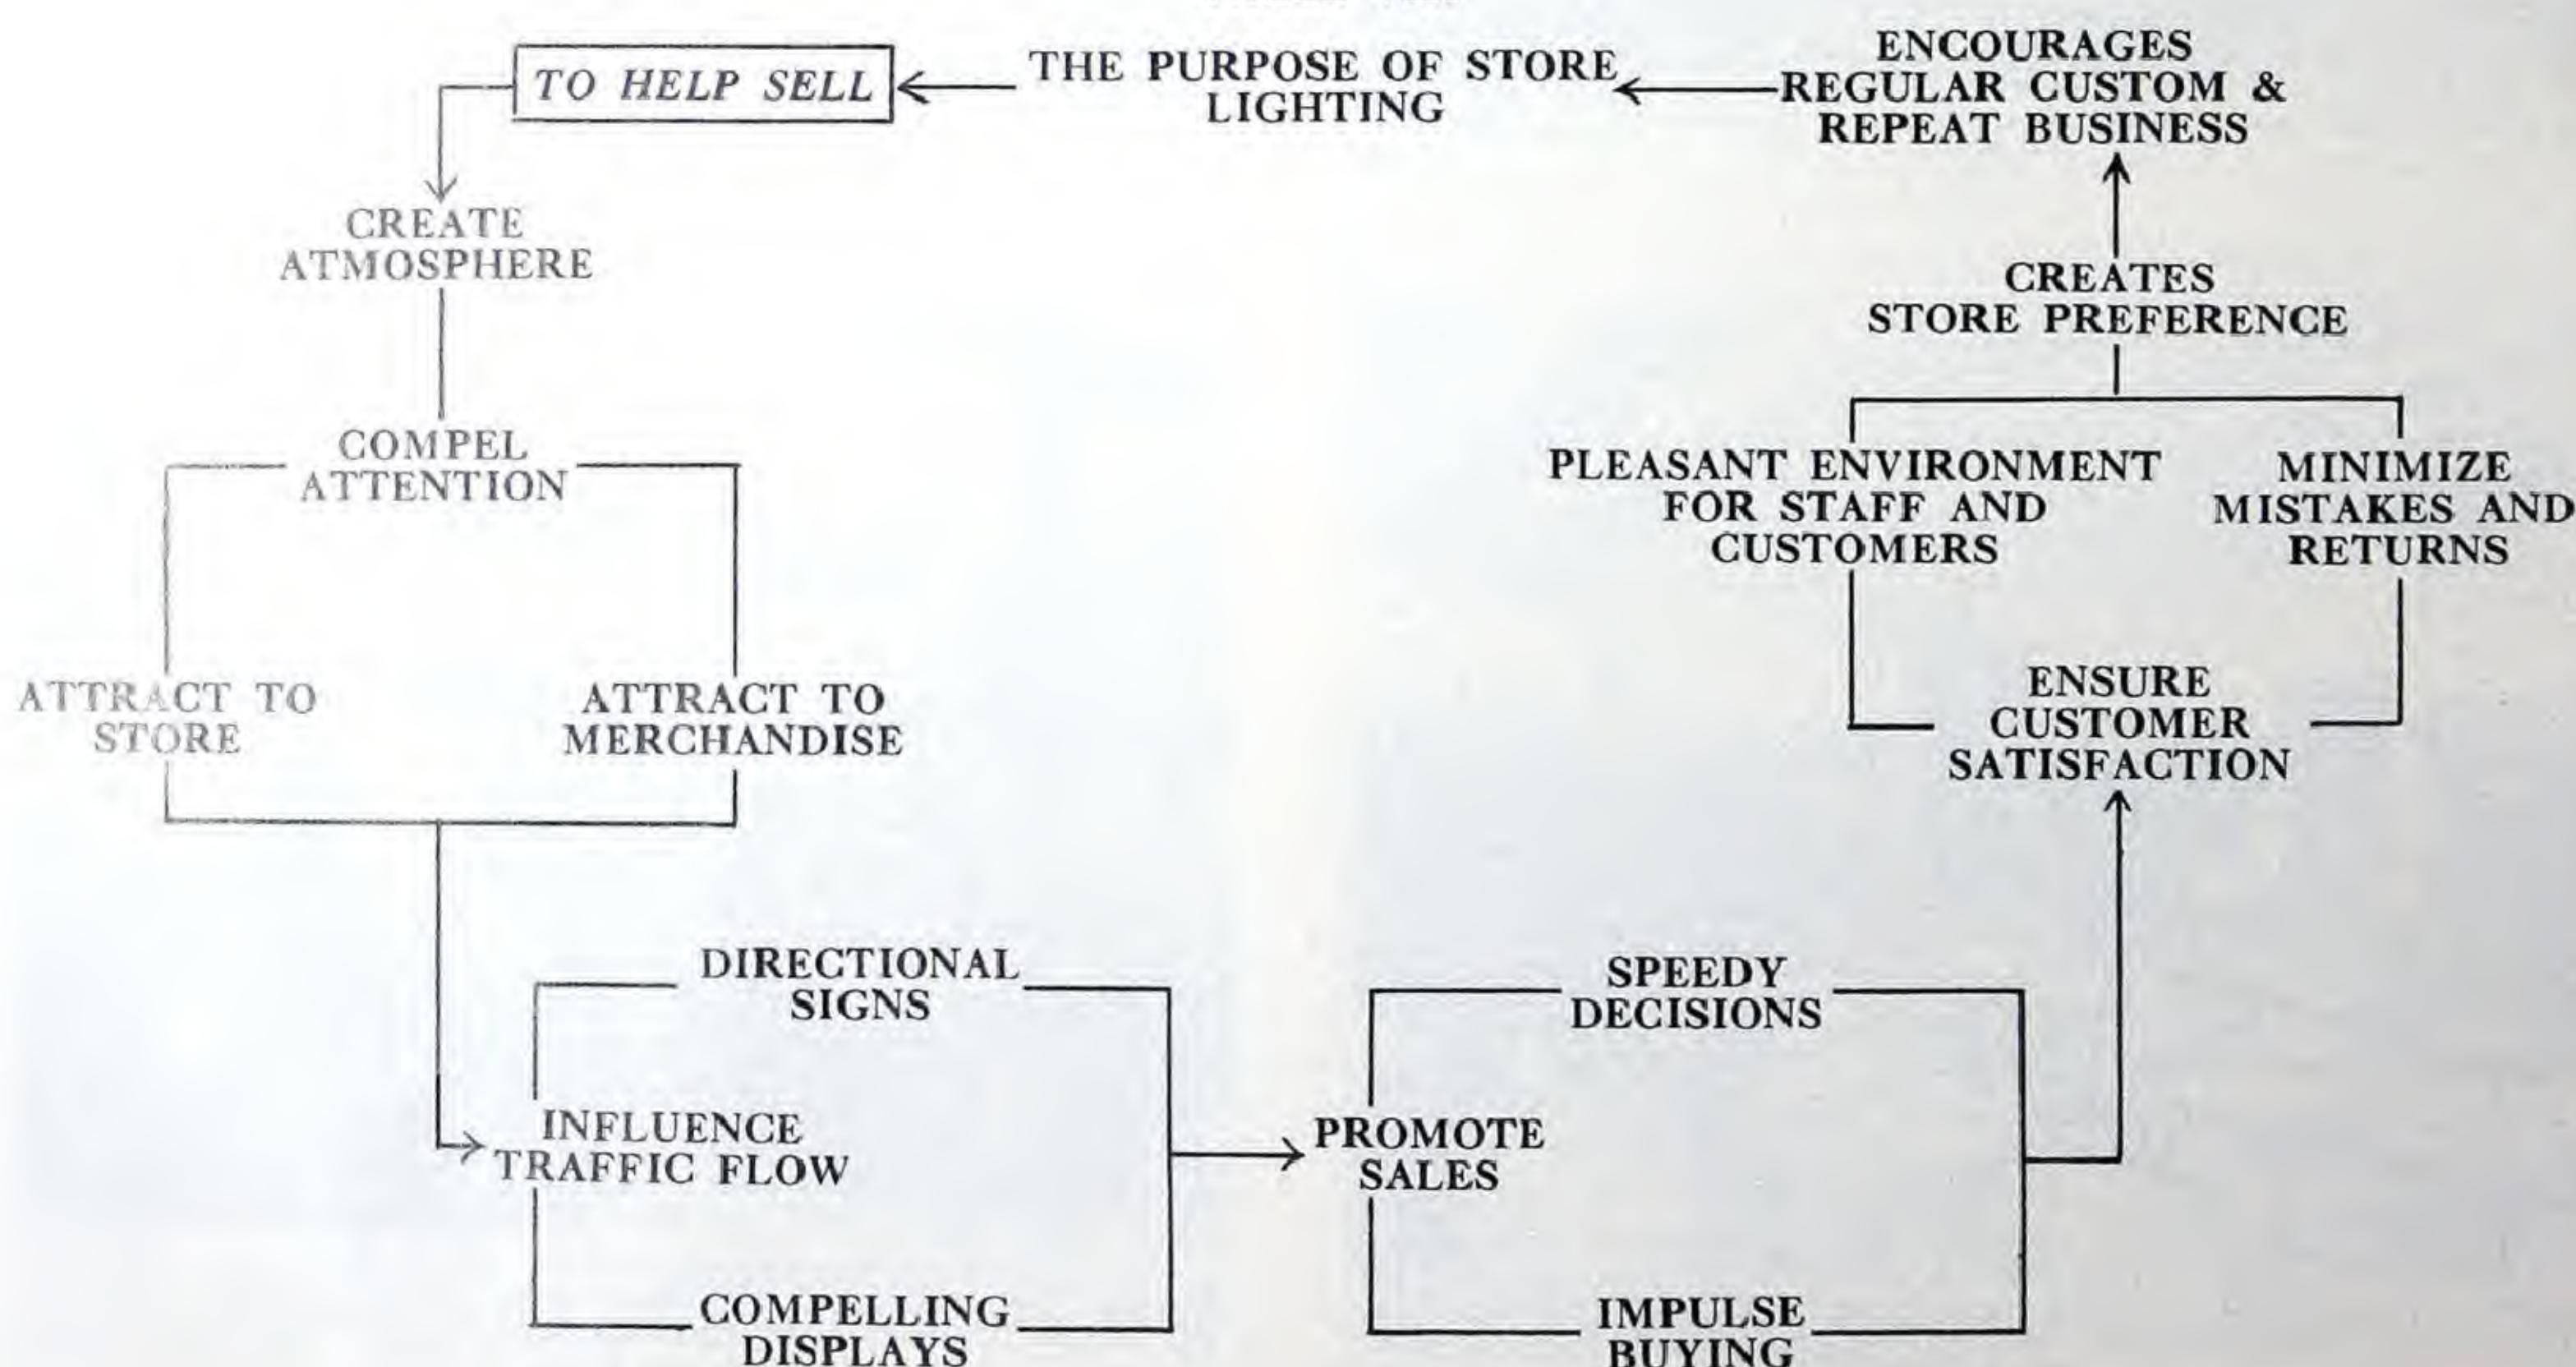 TO HELP SELL
THE PURPOSE OF STORE
LIGHTING
ENCOURAGES
REGULAR CUSTOM &
REPEAT BUSINESS
CREATE
ATMOSPHERE
CREATES
STORE PREFERENCE
COMPEL
ATTENTION
PLEASANT ENVIRONMENT
FOR STAFF AND
CUSTOMERS
MINIMIZE
MISTAKES AND
RETURNS
ATTRACT TO
STORE
ATTRACT TO
MERCHANDISE
ENSURE
CUSTOMER
SATISFACTION
DIRECTIONAL
SIGNS
SPEEDY
DECISIONS
INFLUENCE
TRAFFIC FLOW
PROMOTE
SALES
COMPELLING
DISPLAYS
IMPULSE
BUYING